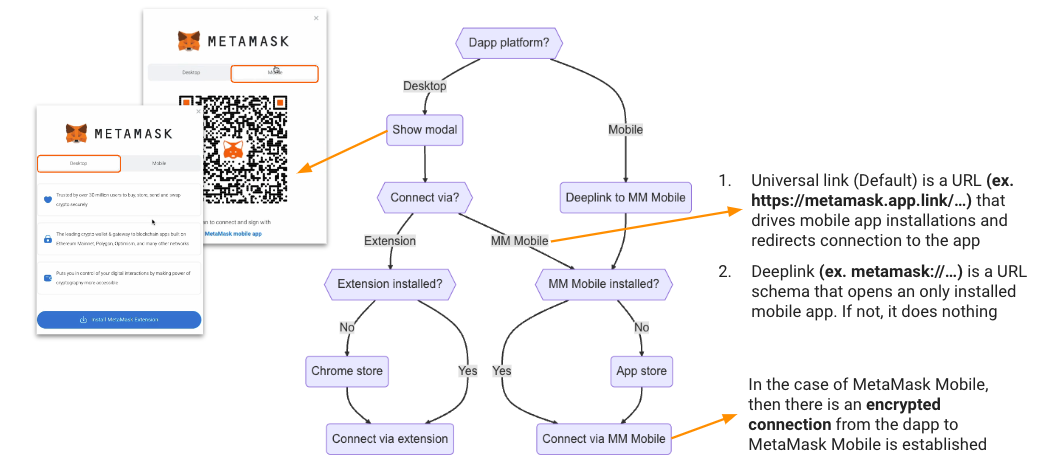 METAMASK
Desktop
Scan to connect and sign with
MetaMask mobile app
METAMASK
Desktop
Mobile
Trusted by over 30 million users to buy, store, send and swap
crypto securely
The leading crypto wallet & gateway to blockchain apps built on
Ethereum Mainnet, Polygon, Optimism, and many other networks
Puts you in control of your digital interactions by making power of
cryptography more accessible
Install MetaMask Extension
Dapp platform?
Desktop
Mobile
Show modal
Connect via?
Deeplink to MM Mobile
Extension
MM Mobile
Extension installed?
MM Mobile installed?
No
Yes
Yes
No
Chrome store
App store
Connect via extension
Connect via MM Mobile
1. Universal link (Default) is a URL (ex.
https://metamask.app.link/…) that
drives mobile app installations and
redirects connection to the app
2. Deeplink (ex. metamask://…) is a URL
schema that opens an only installed
mobile app. If not, it does nothing
In the case of MetaMask Mobile,
then there is an encrypted
connection from the dapp to
MetaMask Mobile is established